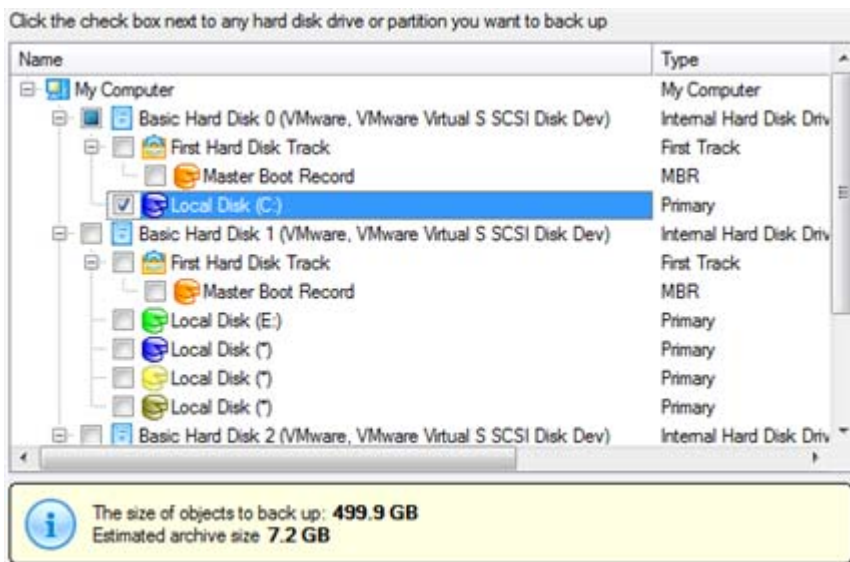 Click the check box next to any hard disk drive or partition you want to back up
Name Type
My Computer My Computer
Basic Hard Disk 0 (VMware, VMware Virtual S SCSI Disk Dev) Internal Hard Disk Driv
First Hard Disk Track First Track
Master Boot Record MBR
Local Disk (C:) Primary
Basic Hard Disk 1 (VMware, VMware Virtual S SCSI Disk Dev) Internal Hard Disk Driv
First Hard Disk Track First Track
Master Boot Record MBR
Local Disk (E:) Primary
Local Disk (*) Primary
Local Disk (*) Primary
Local Disk (*) Primary
Basic Hard Disk 2 (VMware, VMware Virtual S SCSI Disk Dev) Internal Hard Disk Driv
The size of objects to back up: 499.9 GB
Estimated archive size 7.2 GB